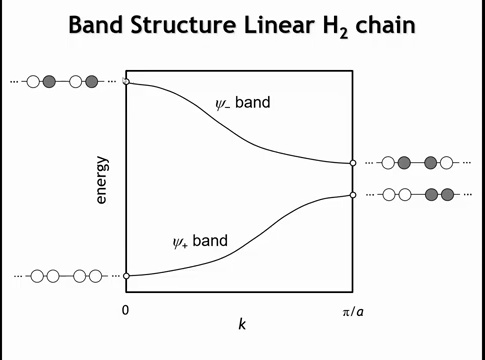 Band Structure Linear H₂ chain
ψ₋ band
energy
ψ₊ band
0
π/a
k